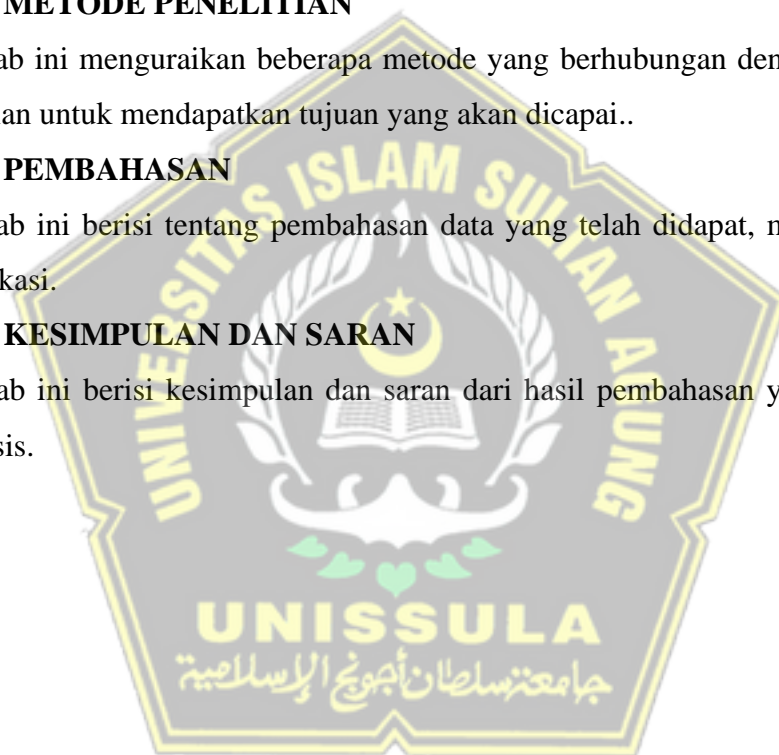 METODE PENELITIAN
ab ini menguraikan beberapa metode yang berhubungan den
an untuk mendapatkan tujuan yang akan dicapai..
PEMBAHASAN
ab ini berisi tentang pembahasan data yang telah didapat, m
kasi.
KESIMPULAN DAN SARAN
ab ini berisi kesimpulan dan saran dari hasil pembahasan y
sis.
UNIVERSITAS ISLAM SULTAN AGUNG
UNISSULA
جامعة سلطان أجونج الإسلامية